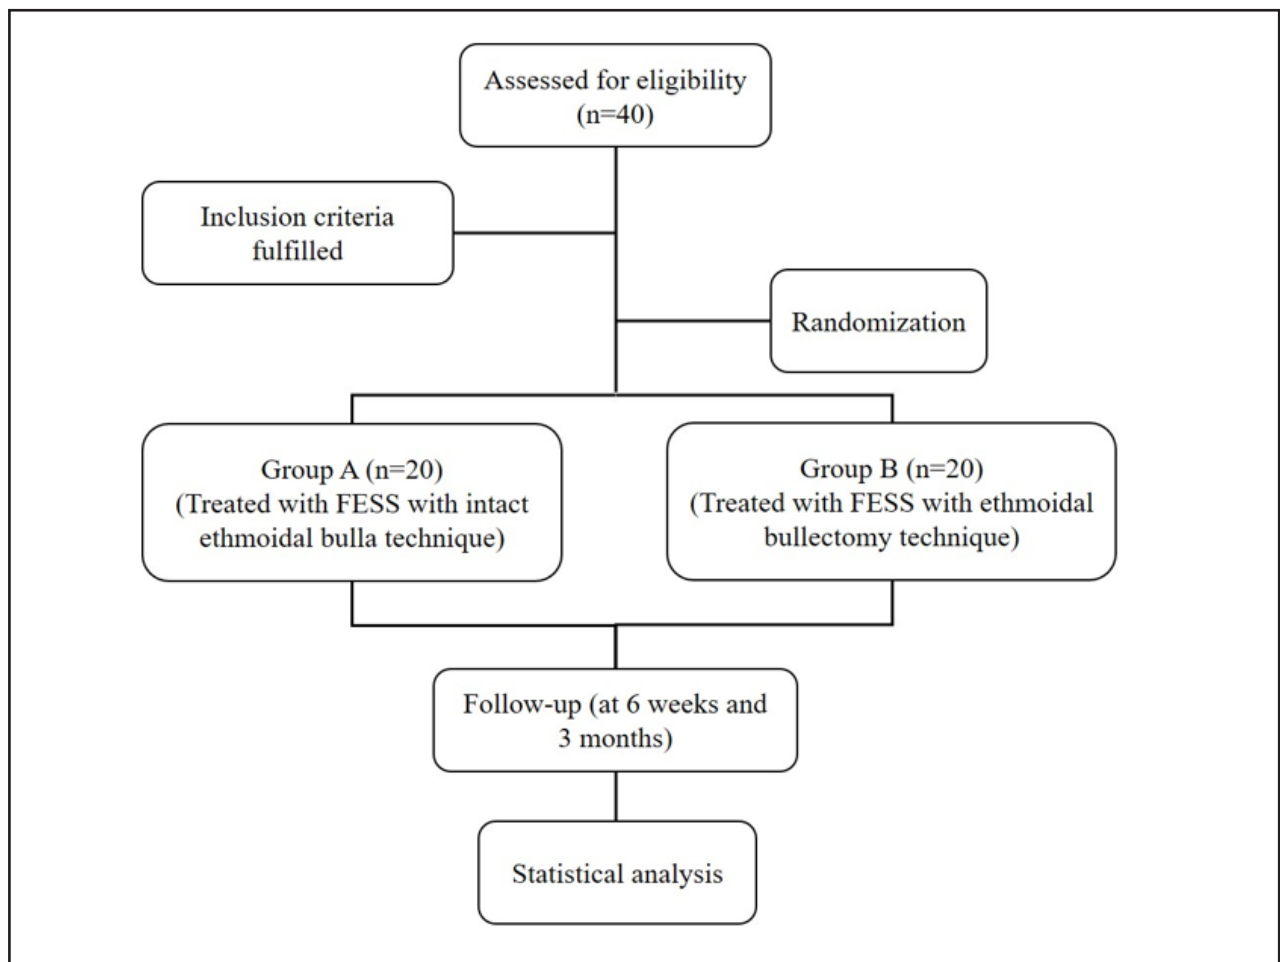 Assessed for eligibility
(n=40)
Inclusion criteria
fulfilled
Randomization
Group A (n=20)
(Treated with FESS with intact
ethmoidal bulla technique)
Group B (n=20)
(Treated with FESS with ethmoidal
bullectomy technique)
Follow-up (at 6 weeks and
3 months)
Statistical analysis